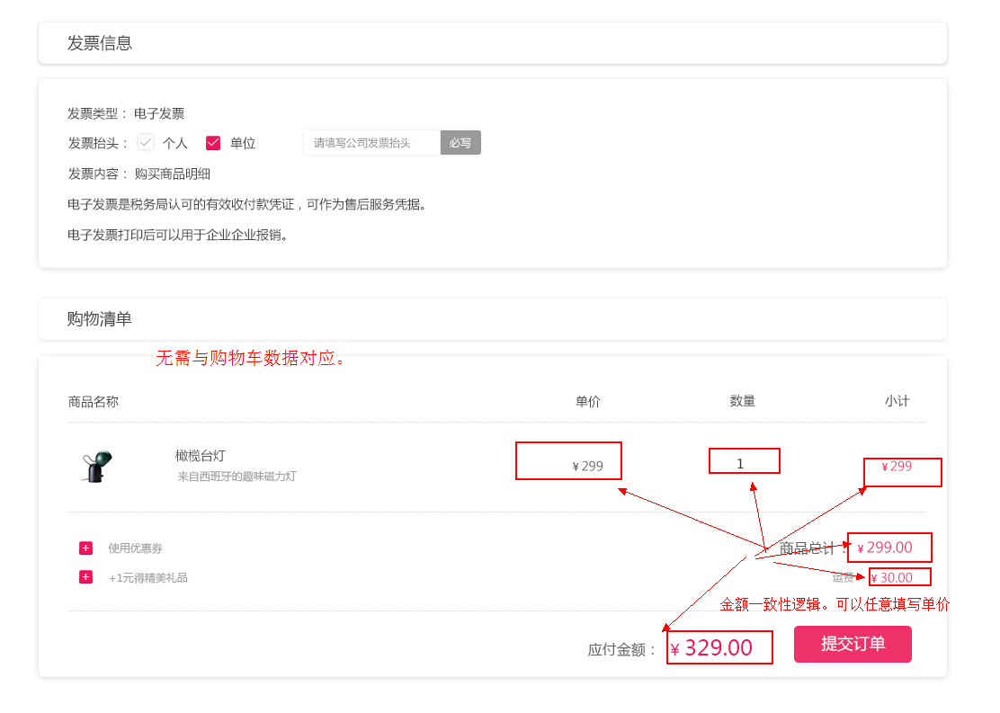 发票信息
发票类型： 电子发票
发票抬头： 个人 单位 请填写公司发票抬头 必写
发票内容： 购买商品明细
电子发票是税务局认可的有效收付款凭证，可作为售后服务凭据。
电子发票打印后可以用于企业企业报销。
购物清单
无需与购物车数据对应。
商品名称 单价 数量 小计
橄榄台灯
来自西班牙的趣味磁力灯 ¥299 1 ¥299
使用优惠券 商品总计： ¥299.00
+1元得精美礼品 运费 ¥30.00
金额一致性逻辑。可以任意填写单价
应付金额： ¥329.00 提交订单